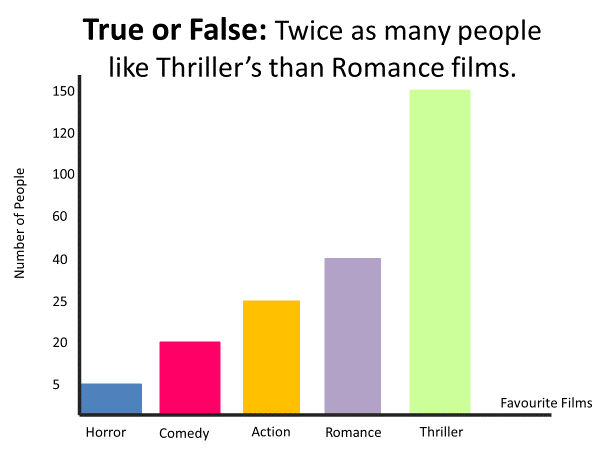 True or False: Twice as many people
like Thriller’s than Romance films.
150
120
100
60
40
25
20
5
Number of People
Favourite Films
Horror Comedy Action Romance Thriller